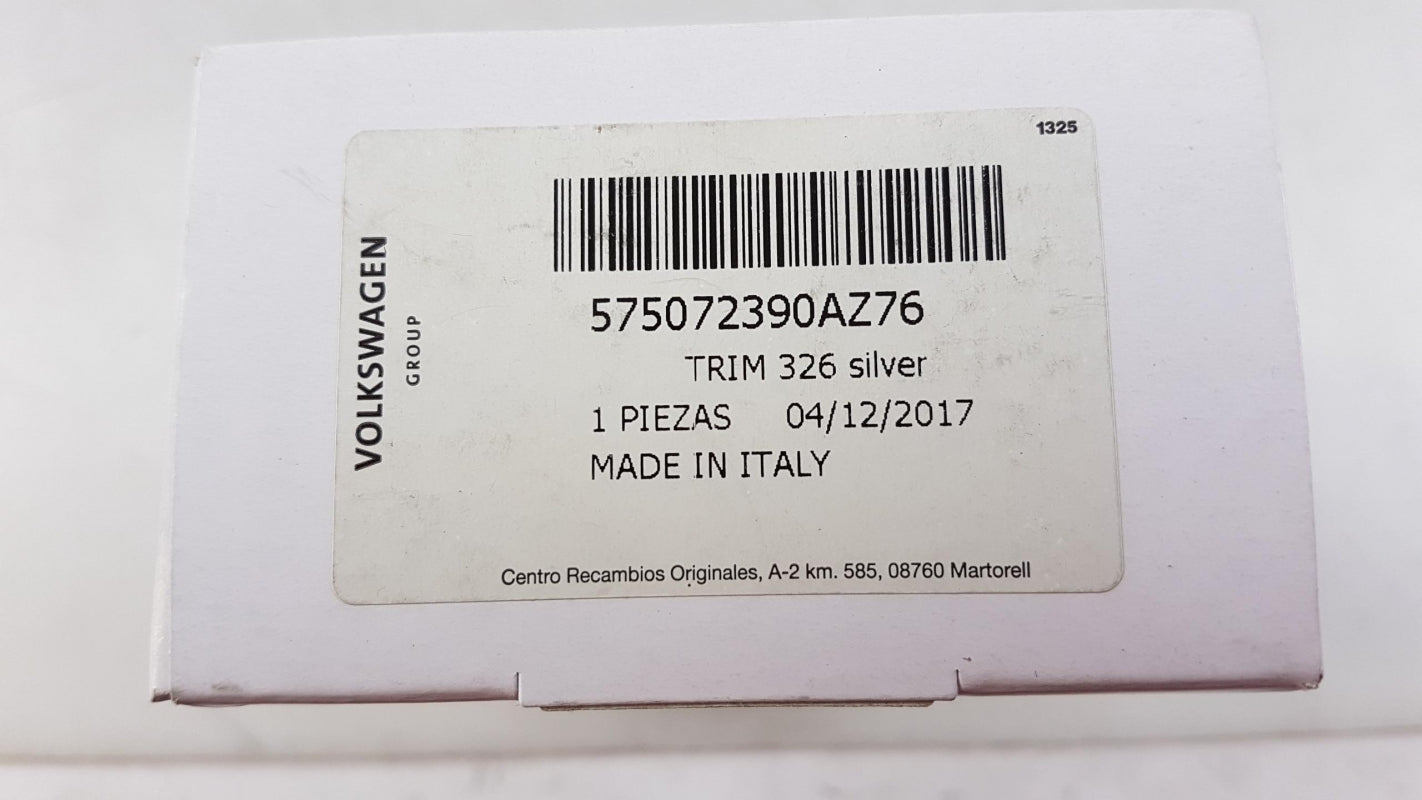 1325
VOLKSWAGEN
GROUP
575072390AZ76
TRIM 326 silver
1 PIEZAS 04/12/2017
MADE IN ITALY
Centro Recambios Originales, A-2 km. 585, 08760 Martorell